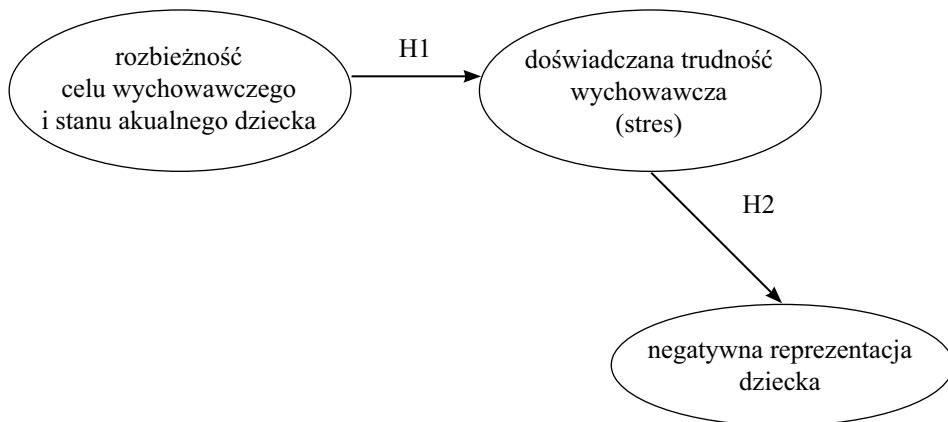 rozbieżność
celu wychowawczego
i stanu akualnego dziecka
H1
doświadczana trudność
wychowawcza
(stres)
H2
negatywna reprezentacja
dziecka